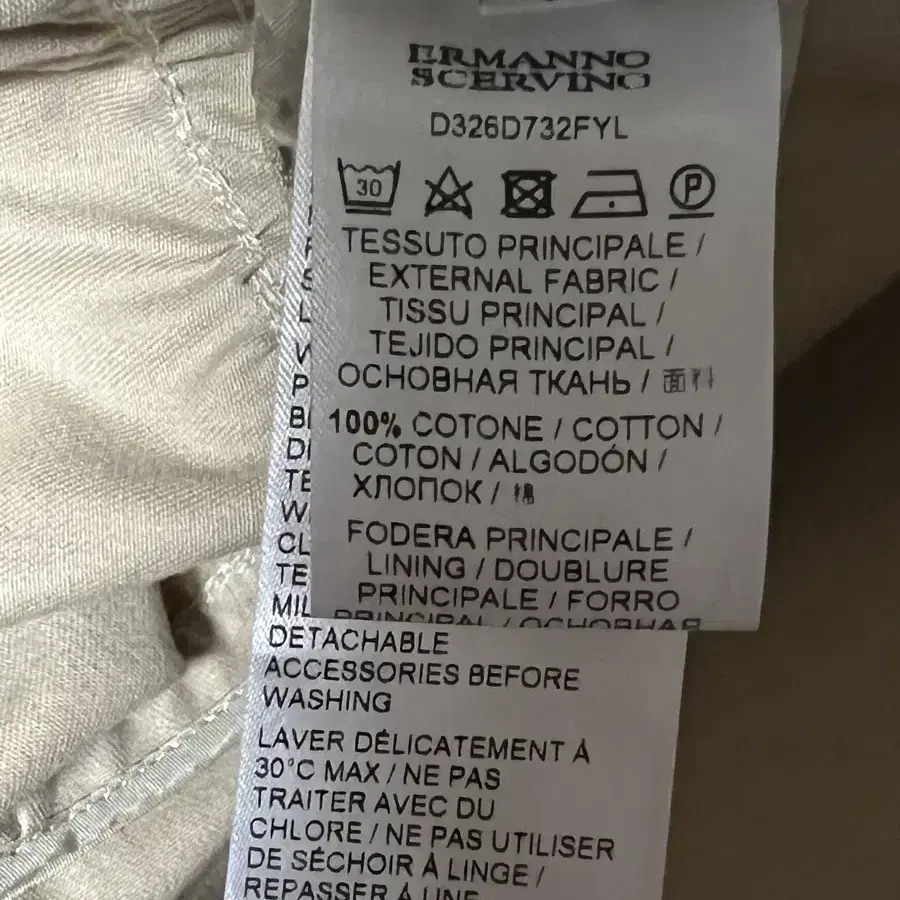 ERMANNO
SCERVINO
D326D732FYL
30
P
TESSUTO PRINCIPALE /
EXTERNAL FABRIC /
TISSU PRINCIPAL /
TEJIDO PRINCIPAL /
ОСНОВНАЯ ТКАНЬ / 面料
100% COTONE / COTTON /
COTON / ALGODÓN /
ХЛОПОК / 棉
FODERA PRINCIPALE /
LINING / DOUBLURE
PRINCIPALE / FORRO
PRINCIPAL / ОСНОВНАЯ
DETACHABLE
ACCESSORIES BEFORE
WASHING
LAVER DÉLICATEMENT À
30°C MAX / NE PAS
TRAITER AVEC DU
CHLORE / NE PAS UTILISER
DE SÉCHOIR À LINGE /
REPASSER À UNE